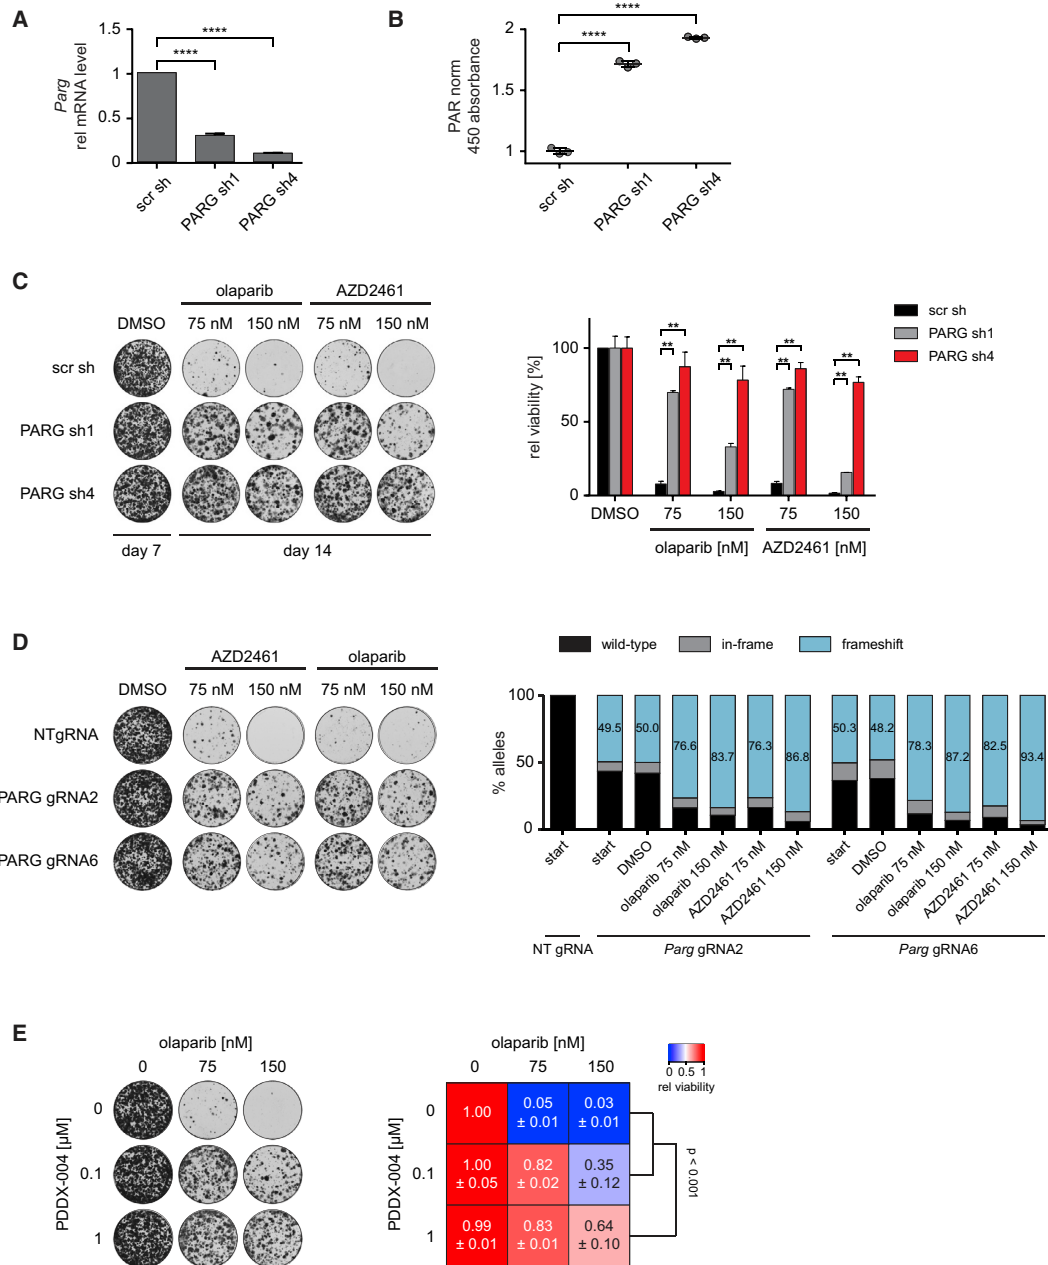 A
1.5
1
0.5
0
Parg
rel mRNA level
****
****
scr sh
PARG sh1
PARG sh4
B
2
1.5
1
PAR norm
450 absorbance
****
****
scr sh
PARG sh1
PARG sh4
C
olaparib
AZD2461
DMSO
75 nM
150 nM
75 nM
150 nM
scr sh
PARG sh1
PARG sh4
day 7
day 14
rel viability [%]
100
50
0
**
**
**
**
**
**
**
**
DMSO
75
150
75
150
olaparib [nM]
AZD2461 [nM]
scr sh
PARG sh1
PARG sh4
D
AZD2461
olaparib
DMSO
75 nM
150 nM
75 nM
150 nM
NTgRNA
PARG gRNA2
PARG gRNA6
wild-type
in-frame
frameshift
% alleles
100
50
0
49.5
50.0
76.6
83.7
76.3
86.8
50.3
48.2
78.3
87.2
82.5
93.4
start
start
DMSO
olaparib 75 nM
olaparib 150 nM
AZD2461 75 nM
AZD2461 150 nM
start
DMSO
olaparib 75 nM
olaparib 150 nM
AZD2461 75 nM
AZD2461 150 nM
NT gRNA
Parg gRNA2
Parg gRNA6
E
olaparib [nM]
0
75
150
PDDX-004 [µM]
0
0.1
1
olaparib [nM]
0
75
150
PDDX-004 [µM]
0
0.1
1
1.00
0.05
± 0.01
0.03
± 0.01
1.00
± 0.05
0.82
± 0.02
0.35
± 0.12
0.99
± 0.01
0.83
± 0.01
0.64
± 0.10
p < 0.001
0 0.5 1
rel viability